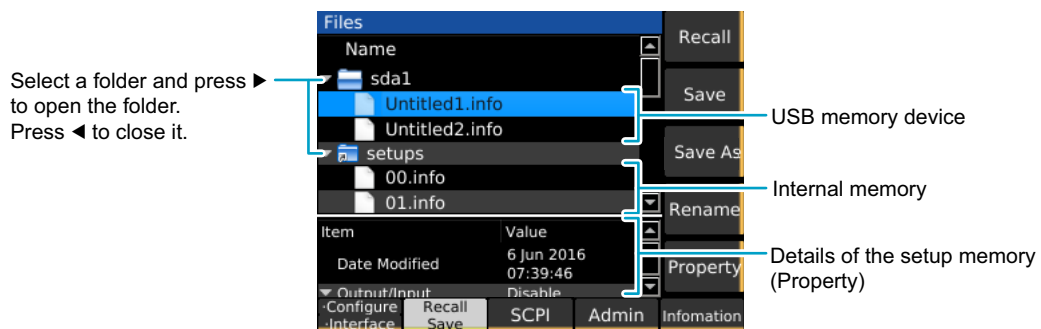 Select a folder and press ▶
to open the folder.
Press ◀ to close it.
Files
Name
sda1
Untitled1.info
Untitled2.info
setups
00.info
01.info
Item Value
Date Modified 6 Jun 2016
07:39:46
Output/Input Disable
Recall
Save
Save As
Rename
Property
·Configure
·Interface
Recall
Save
SCPI
Admin
Infomation
USB memory device
Internal memory
Details of the setup memory
(Property)